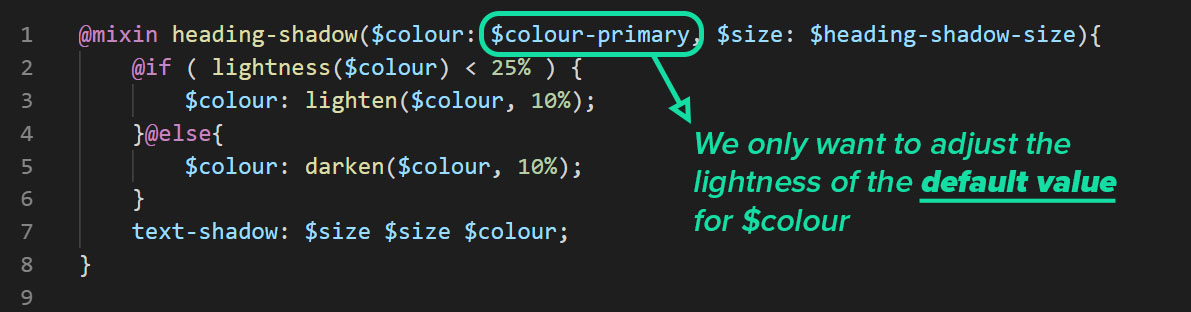 1 @mixin heading-shadow($colour: $colour-primary, $size: $heading-shadow-size){
2 @if ( lightness($colour) < 25% ) {
3 $colour: lighten($colour, 10%);
4 }@else{
5 $colour: darken($colour, 10%);
6 }
7 text-shadow: $size $size $colour;
8 }
9
We only want to adjust the
lightness of the default value
for $colour